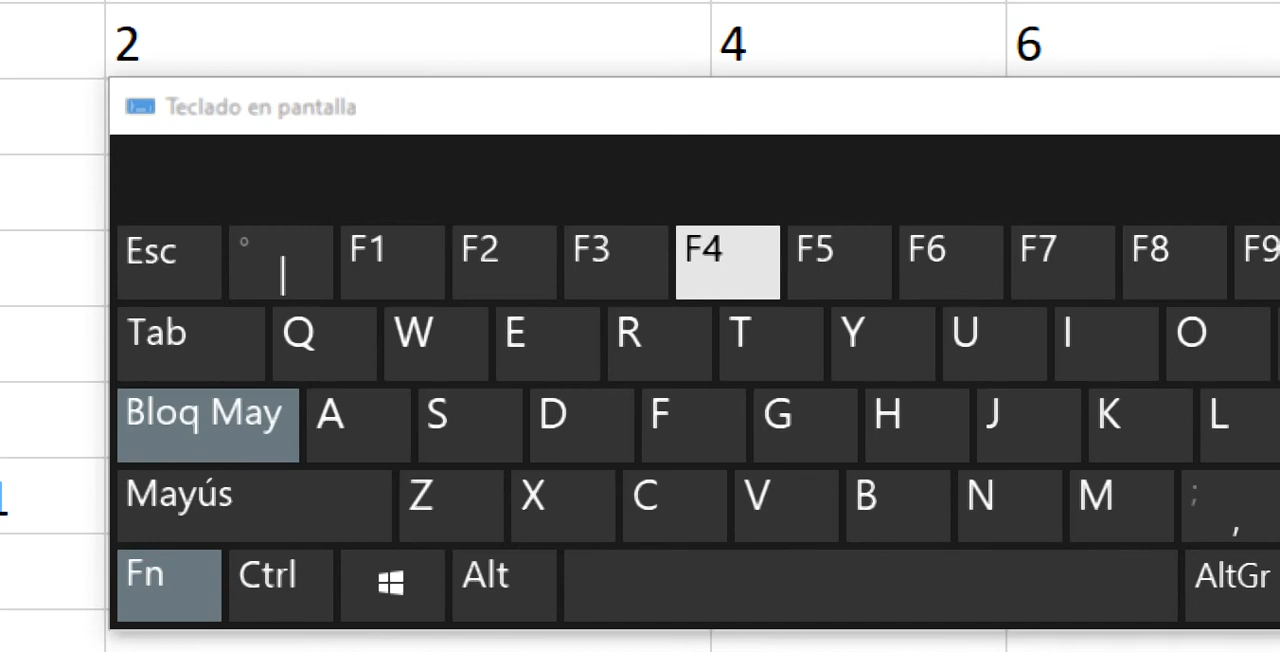 2 4 6
Teclado en pantalla
Esc ° | F1 F2 F3 F4 F5 F6 F7 F8 F9
Tab Q W E R T Y U I O
Bloq May A S D F G H J K L
Mayús Z X C V B N M ; ,
Fn Ctrl Alt AltGr